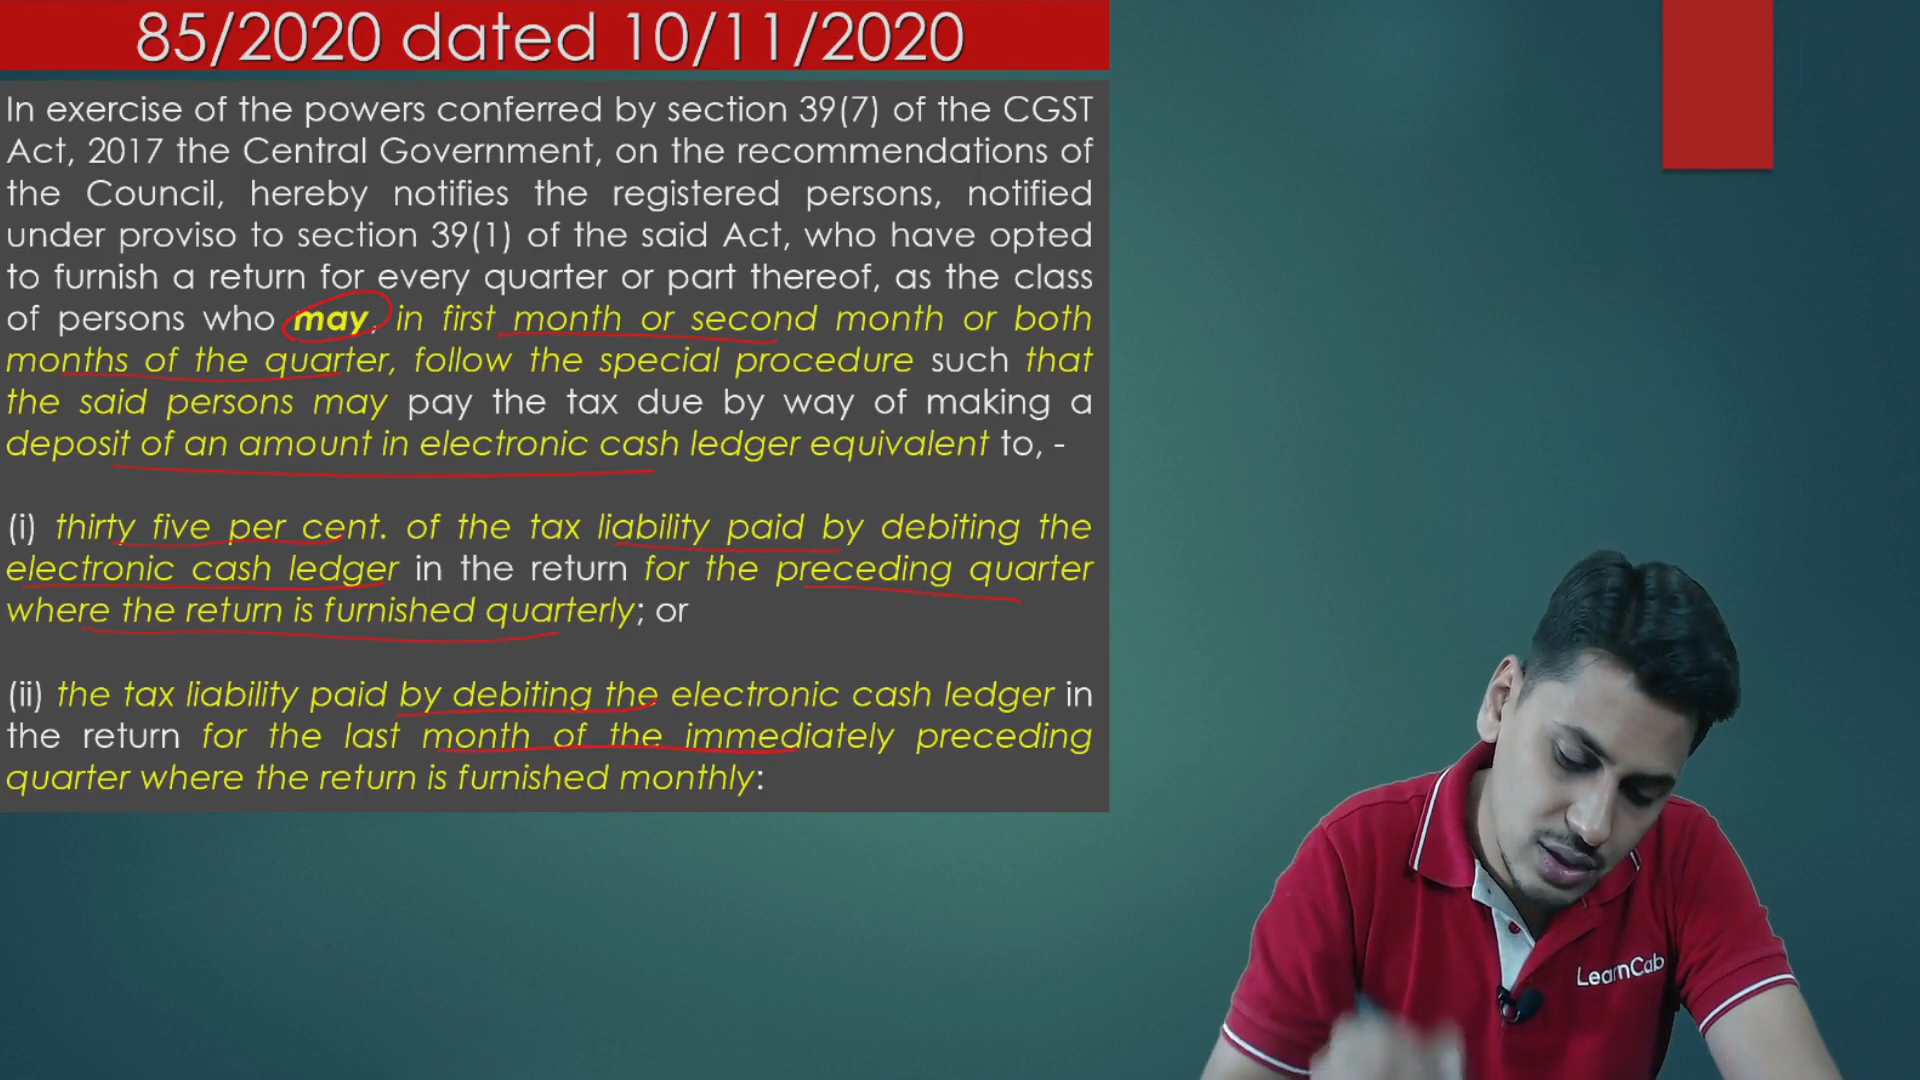 85/2020 dated 10/11/2020
In exercise of the powers conferred by section 39(7) of the CGST
Act, 2017 the Central Government, on the recommendations of
the Council, hereby notifies the registered persons, notified
under proviso to section 39(1) of the said Act, who have opted
to furnish a return for every quarter or part thereof, as the class
of persons who may, in first month or second month or both
months of the quarter, follow the special procedure such that
the said persons may pay the tax due by way of making a
deposit of an amount in electronic cash ledger equivalent to, -
(i) thirty five per cent. of the tax liability paid by debiting the
electronic cash ledger in the return for the preceding quarter
where the return is furnished quarterly; or
(ii) the tax liability paid by debiting the electronic cash ledger in
the return for the last month of the immediately preceding
quarter where the return is furnished monthly:
LearnCab